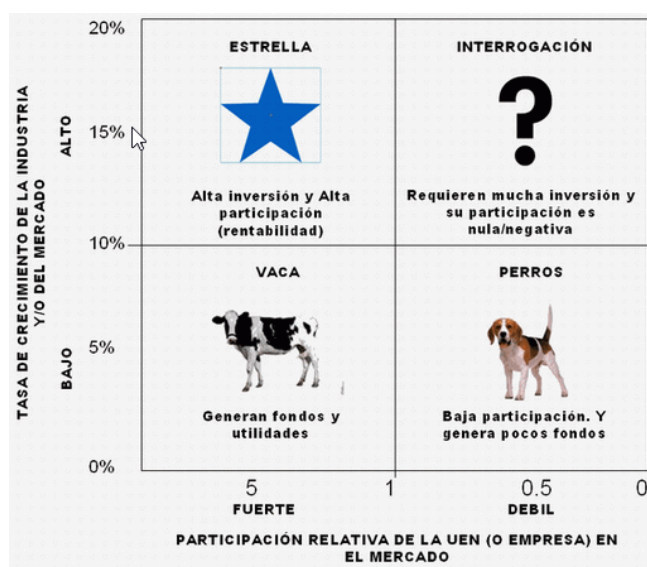 20%
ESTRELLA
INTERROGACIÓN
TASA DE CRECIMIENTO DE LA INDUSTRIA
Y/O DEL MERCADO
ALTO
15%
Alta inversión y Alta
participación
(rentabilidad)
Requieren mucha inversión y
su participación es
nula/negativa
10%
VACA
PERROS
BAJO
5%
Generan fondos y
utilidades
Baja participación. Y
genera pocos fondos
0%
5
1
0.5
0
FUERTE
DEBIL
PARTICIPACIÓN RELATIVA DE LA UEN (O EMPRESA) EN
EL MERCADO